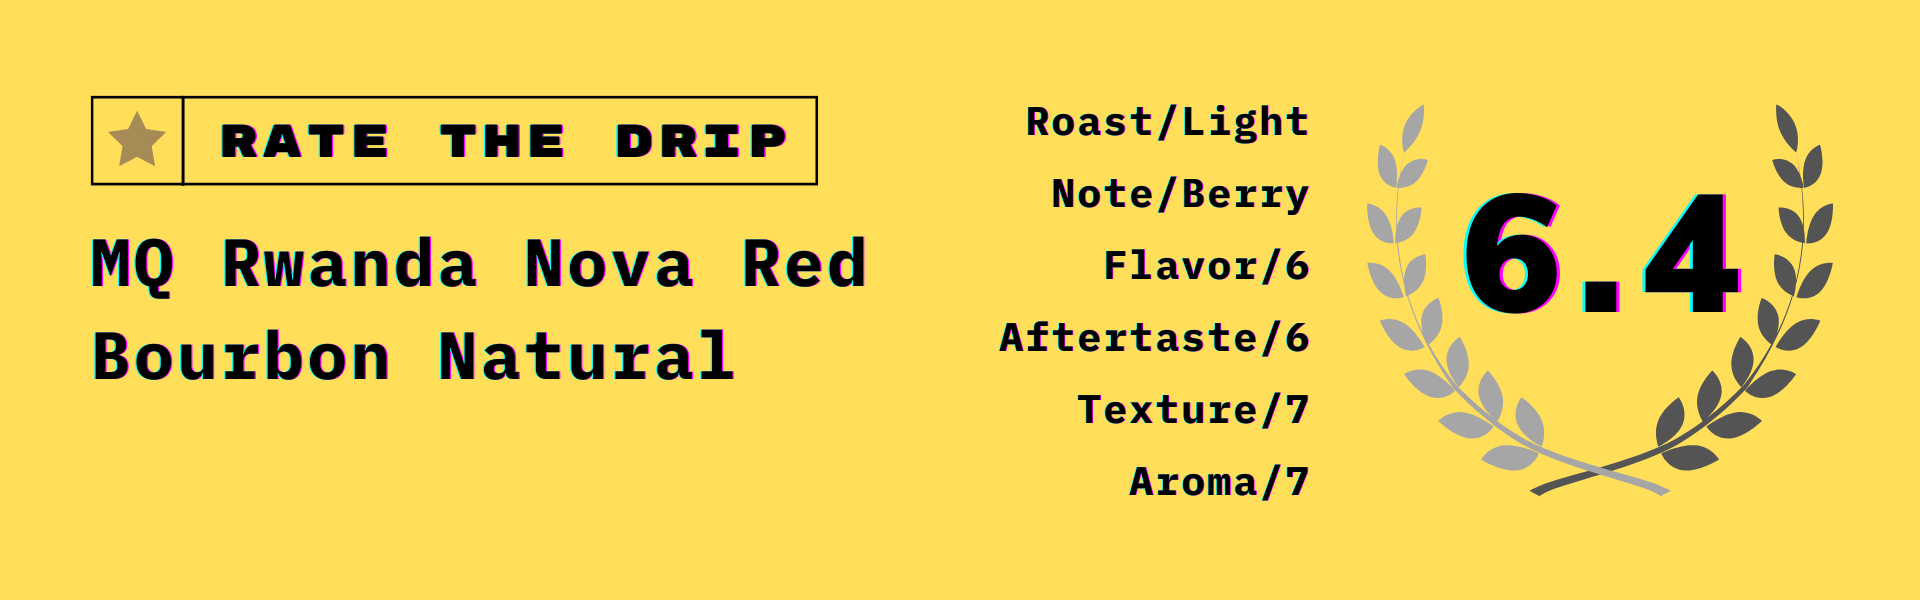 RATE THE DRIP
MQ Rwanda Nova Red
Bourbon Natural
Roast/Light
Note/Berry
Flavor/6
Aftertaste/6
Texture/7
Aroma/7
6.4